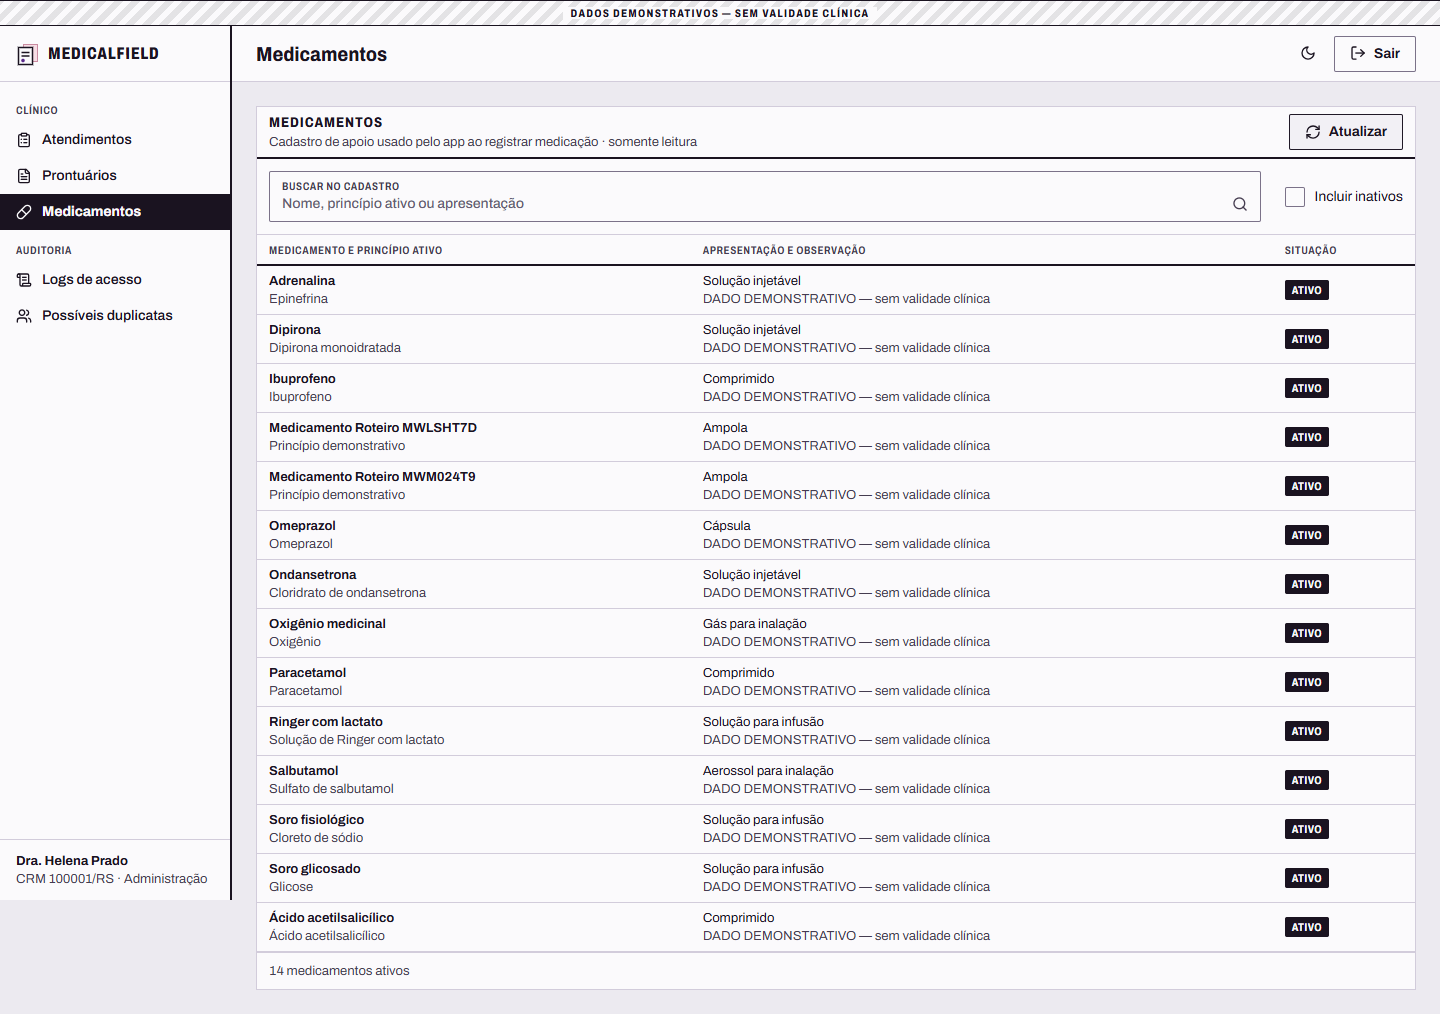 DADOS DEMONSTRATIVOS — SEM VALIDADE CLÍNICA
MEDICALFIELD
Medicamentos
Sair
CLÍNICO
Atendimentos
Prontuários
Medicamentos
AUDITORIA
Logs de acesso
Possíveis duplicatas
Dra. Helena Prado
CRM 100001/RS · Administração
MEDICAMENTOS
Cadastro de apoio usado pelo app ao registrar medicação · somente leitura
Atualizar
BUSCAR NO CADASTRO
Nome, princípio ativo ou apresentação
Incluir inativos
MEDICAMENTO E PRINCÍPIO ATIVO APRESENTAÇÃO E OBSERVAÇÃO SITUAÇÃO
Adrenalina Solução injetável
Epinefrina DADO DEMONSTRATIVO — sem validade clínica
ATIVO
Dipirona Solução injetável
Dipirona monoidratada DADO DEMONSTRATIVO — sem validade clínica
ATIVO
Ibuprofeno Comprimido
Ibuprofeno DADO DEMONSTRATIVO — sem validade clínica
ATIVO
Medicamento Roteiro MWLSHT7D Ampola
Princípio demonstrativo DADO DEMONSTRATIVO — sem validade clínica
ATIVO
Medicamento Roteiro MWM024T9 Ampola
Princípio demonstrativo DADO DEMONSTRATIVO — sem validade clínica
ATIVO
Omeprazol Cápsula
Omeprazol DADO DEMONSTRATIVO — sem validade clínica
ATIVO
Ondansetrona Solução injetável
Cloridrato de ondansetrona DADO DEMONSTRATIVO — sem validade clínica
ATIVO
Oxigênio medicinal Gás para inalação
Oxigênio DADO DEMONSTRATIVO — sem validade clínica
ATIVO
Paracetamol Comprimido
Paracetamol DADO DEMONSTRATIVO — sem validade clínica
ATIVO
Ringer com lactato Solução para infusão
Solução de Ringer com lactato DADO DEMONSTRATIVO — sem validade clínica
ATIVO
Salbutamol Aerossol para inalação
Sulfato de salbutamol DADO DEMONSTRATIVO — sem validade clínica
ATIVO
Soro fisiológico Solução para infusão
Cloreto de sódio DADO DEMONSTRATIVO — sem validade clínica
ATIVO
Soro glicosado Solução para infusão
Glicose DADO DEMONSTRATIVO — sem validade clínica
ATIVO
Ácido acetilsalicílico Comprimido
Ácido acetilsalicílico DADO DEMONSTRATIVO — sem validade clínica
ATIVO
14 medicamentos ativos